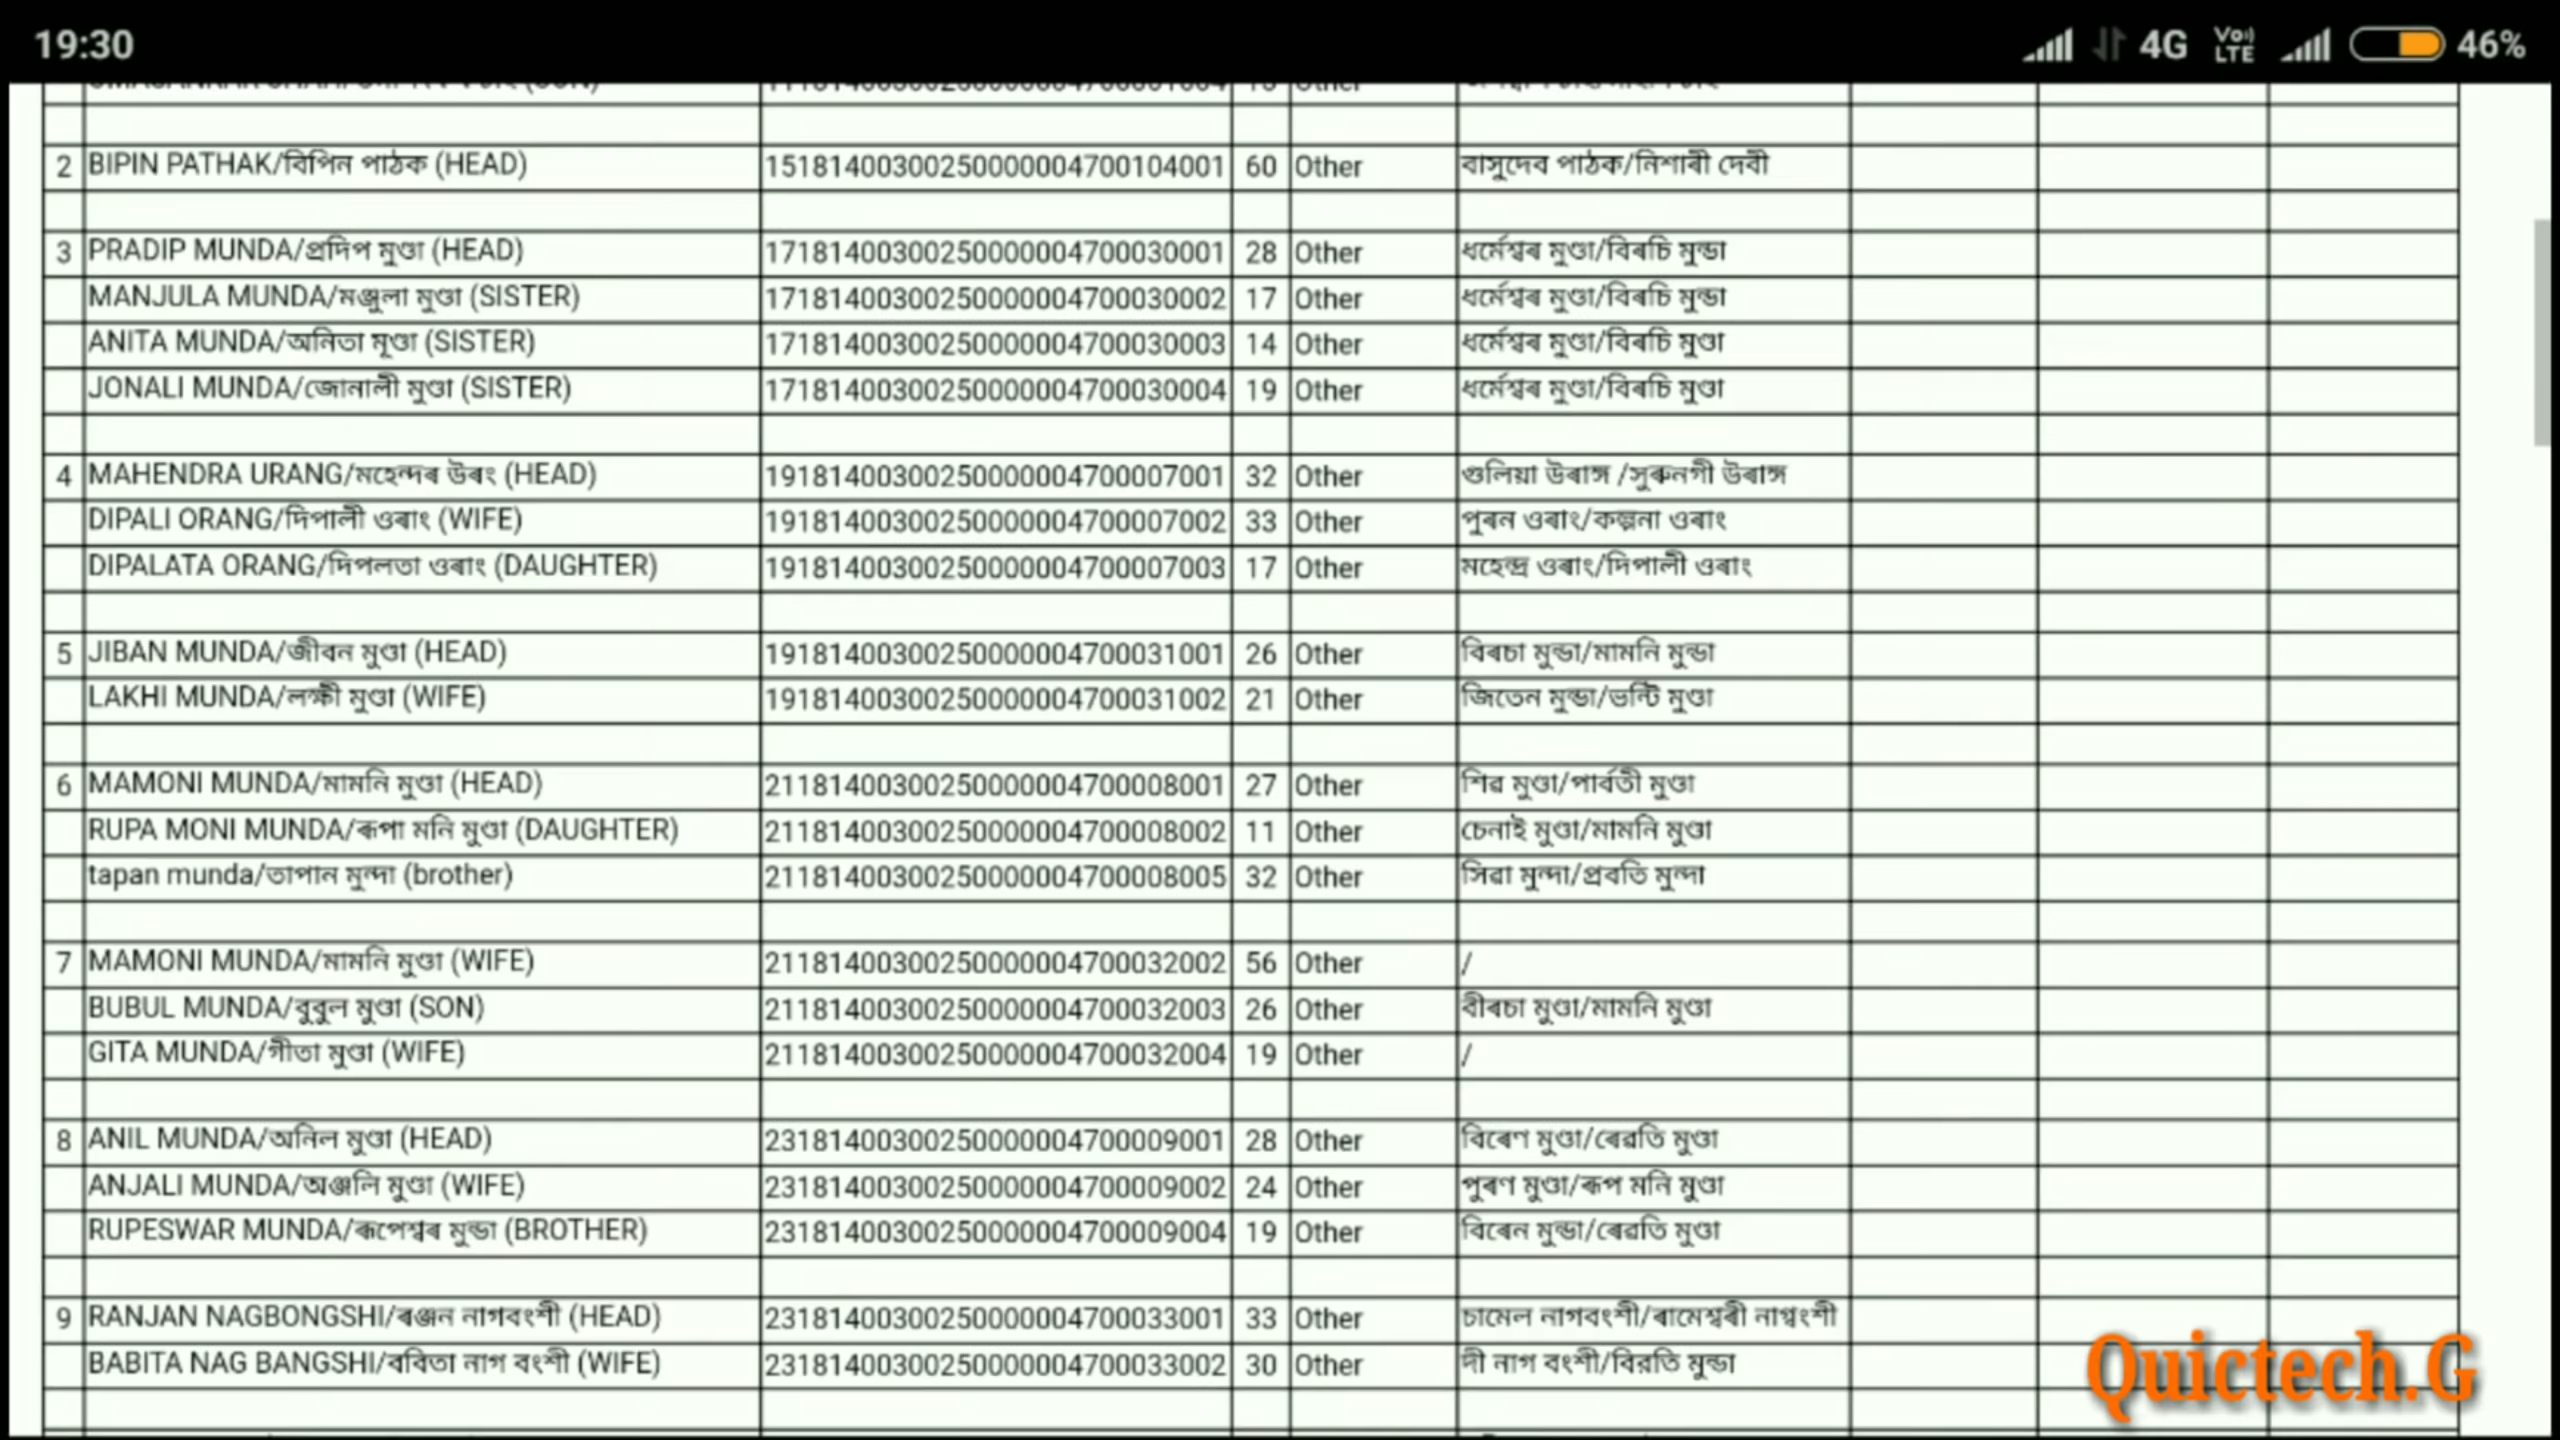 19:30 4G Vo) LTE 46%
2 BIPIN PATHAK/বিপিন পাঠক (HEAD) 151814003002500000004700104001 60 Other বাসুদেব পাঠক/নিশাৰী দেবী
3 PRADIP MUNDA/প্ৰদিপ মুণ্ডা (HEAD) 171814003002500000004700030001 28 Other ধৰ্মেশ্বৰ মুণ্ডা/বিৰচি মুন্ডা
MANJULA MUNDA/মঞ্জুলা মুণ্ডা (SISTER) 171814003002500000004700030002 17 Other ধৰ্মেশ্বৰ মুণ্ডা/বিৰচি মুন্ডা
ANITA MUNDA/অনিতা মূণ্ডা (SISTER) 171814003002500000004700030003 14 Other ধৰ্মেশ্বৰ মুণ্ডা/বিৰচি মুণ্ডা
JONALI MUNDA/জোনালী মুণ্ডা (SISTER) 171814003002500000004700030004 19 Other ধৰ্মেশ্বৰ মুণ্ডা/বিৰচি মুণ্ডা
4 MAHENDRA URANG/মহেন্দৰ উৰং (HEAD) 191814003002500000004700007001 32 Other গুলিয়া উৰাঙ্গ /সুৰুনগী উৰাঙ্গ
DIPALI ORANG/দিপালী ওৰাং (WIFE) 191814003002500000004700007002 33 Other পুৰন ওৰাং/কল্পনা ওৰাং
DIPALATA ORANG/দিপলতা ওৰাং (DAUGHTER) 191814003002500000004700007003 17 Other মহেন্দ্ৰ ওৰাং/দিপালী ওৰাং
5 JIBAN MUNDA/জীবন মুণ্ডা (HEAD) 191814003002500000004700031001 26 Other বিৰচা মুন্ডা/মামনি মুন্ডা
LAKHI MUNDA/লক্ষী মুণ্ডা (WIFE) 191814003002500000004700031002 21 Other জিতেন মুন্ডা/ভন্টি মুণ্ডা
6 MAMONI MUNDA/মামনি মুণ্ডা (HEAD) 211814003002500000004700008001 27 Other শিৱ মুণ্ডা/পাৰ্বতী মুণ্ডা
RUPA MONI MUNDA/ৰূপা মনি মুণ্ডা (DAUGHTER) 211814003002500000004700008002 11 Other চেনাই মুণ্ডা/মামনি মুণ্ডা
tapan munda/তাপান মুন্দা (brother) 211814003002500000004700008005 32 Other সিৱা মুন্দা/প্ৰবতি মুন্দা
7 MAMONI MUNDA/মামনি মুণ্ডা (WIFE) 211814003002500000004700032002 56 Other /
BUBUL MUNDA/বুবুল মুণ্ডা (SON) 211814003002500000004700032003 26 Other বীৰচা মুণ্ডা/মামনি মুণ্ডা
GITA MUNDA/গীতা মুণ্ডা (WIFE) 211814003002500000004700032004 19 Other /
8 ANIL MUNDA/অনিল মুণ্ডা (HEAD) 231814003002500000004700009001 28 Other বিৰেণ মুণ্ডা/ৰেৱতি মুণ্ডা
ANJALI MUNDA/অঞ্জলি মুণ্ডা (WIFE) 231814003002500000004700009002 24 Other পুৰণ মুণ্ডা/ৰূপ মনি মুণ্ডা
RUPESWAR MUNDA/ৰূপেশ্বৰ মুন্ডা (BROTHER) 231814003002500000004700009004 19 Other বিৰেন মুন্ডা/ৰেৱতি মুণ্ডা
9 RANJAN NAGBONGSHI/ৰঞ্জন নাগবংশী (HEAD) 231814003002500000004700033001 33 Other চামেল নাগবংশী/ৰামেশ্বৰী নাগ্বংশী
BABITA NAG BANGSHI/ববিতা নাগ বংশী (WIFE) 231814003002500000004700033002 30 Other দী নাগ বংশী/বিৱতি মুন্ডা
Quictech.G